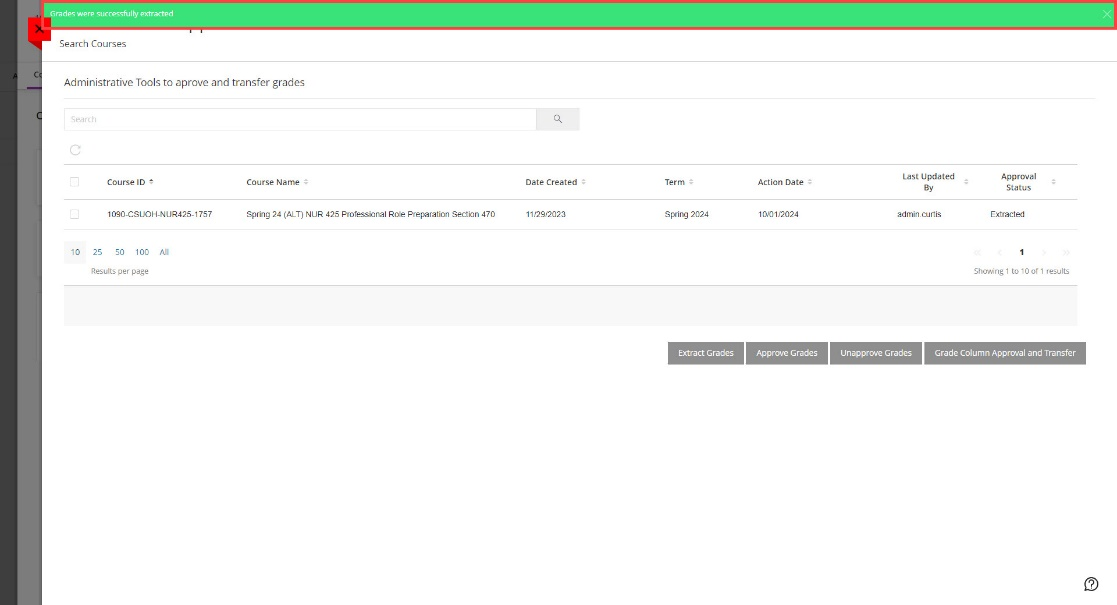 Grades were successfully extracted
Search Courses
Administrative Tools to aprove and transfer grades
Search
Course ID
Course Name
Date Created
Term
Action Date
Last Updated By
Approval Status
1090-CSUOH-NUR425-1757
Spring 24 (ALT) NUR 425 Professional Role Preparation Section 470
11/29/2023
Spring 2024
10/01/2024
admin.curtis
Extracted
10 25 50 100 All
Results per page
1
Showing 1 to 10 of 1 results
Extract Grades
Approve Grades
Unapprove Grades
Grade Column Approval and Transfer